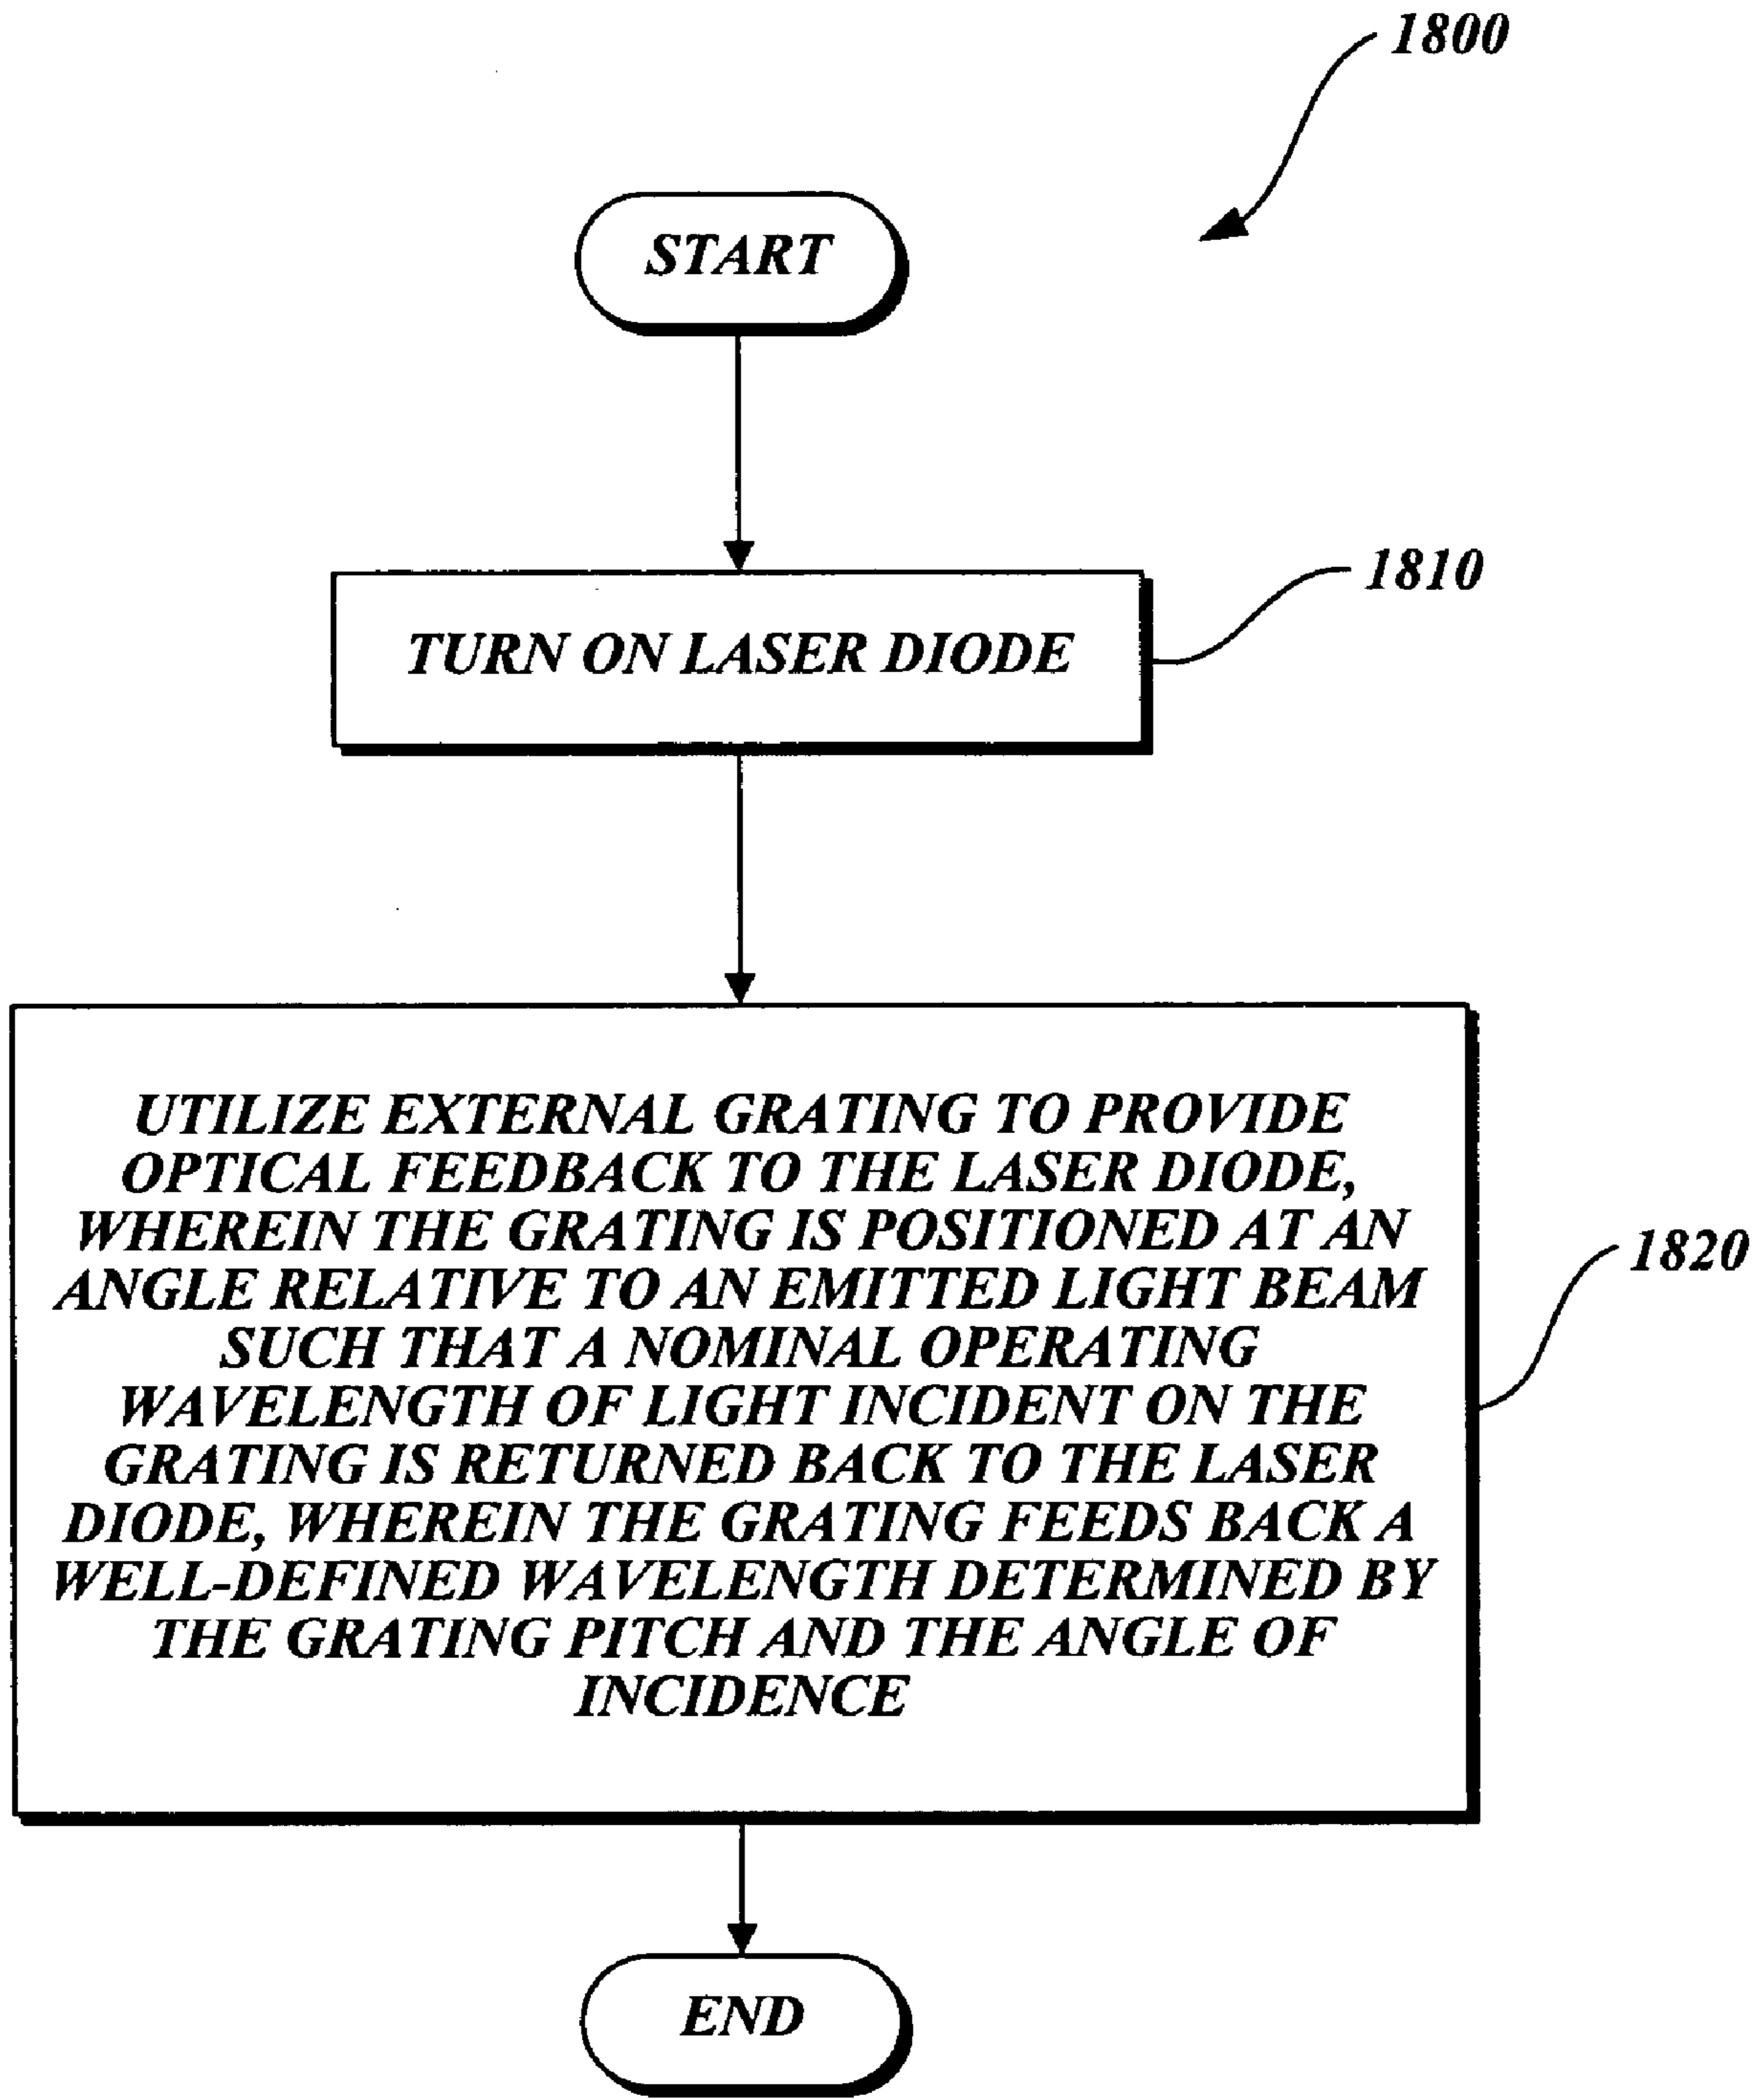 1800
START
1810
TURN ON LASER DIODE
UTILIZE EXTERNAL GRATING TO PROVIDE
OPTICAL FEEDBACK TO THE LASER DIODE,
WHEREIN THE GRATING IS POSITIONED AT AN
ANGLE RELATIVE TO AN EMITTED LIGHT BEAM
SUCH THAT A NOMINAL OPERATING
WAVELENGTH OF LIGHT INCIDENT ON THE
GRATING IS RETURNED BACK TO THE LASER
DIODE, WHEREIN THE GRATING FEEDS BACK A
WELL-DEFINED WAVELENGTH DETERMINED BY
THE GRATING PITCH AND THE ANGLE OF
INCIDENCE
1820
END